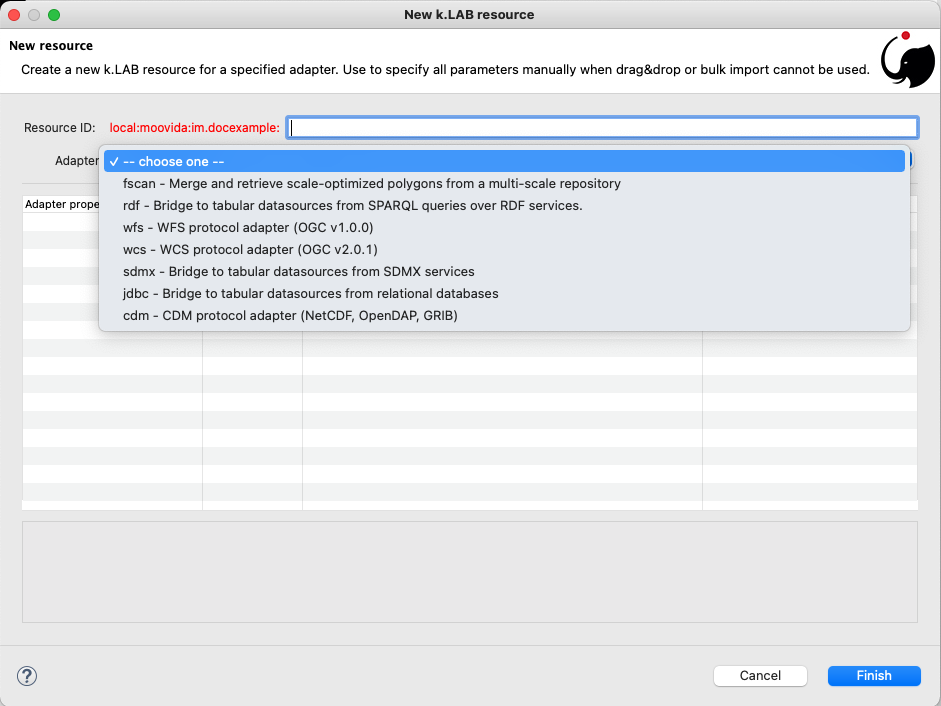 New k.LAB resource
New resource
Create a new k.LAB resource for a specified adapter. Use to specify all parameters manually when drag&drop or bulk import cannot be used.
Resource ID: local:moovida:im.docexample:
Adapter
✓ -- choose one --
fscan - Merge and retrieve scale-optimized polygons from a multi-scale repository
rdf - Bridge to tabular datasources from SPARQL queries over RDF services.
Adapter prope
wfs - WFS protocol adapter (OGC v1.0.0)
wcs - WCS protocol adapter (OGC v2.0.1)
sdmx - Bridge to tabular datasources from SDMX services
jdbc - Bridge to tabular datasources from relational databases
cdm - CDM protocol adapter (NetCDF, OpenDAP, GRIB)
?
Cancel
Finish